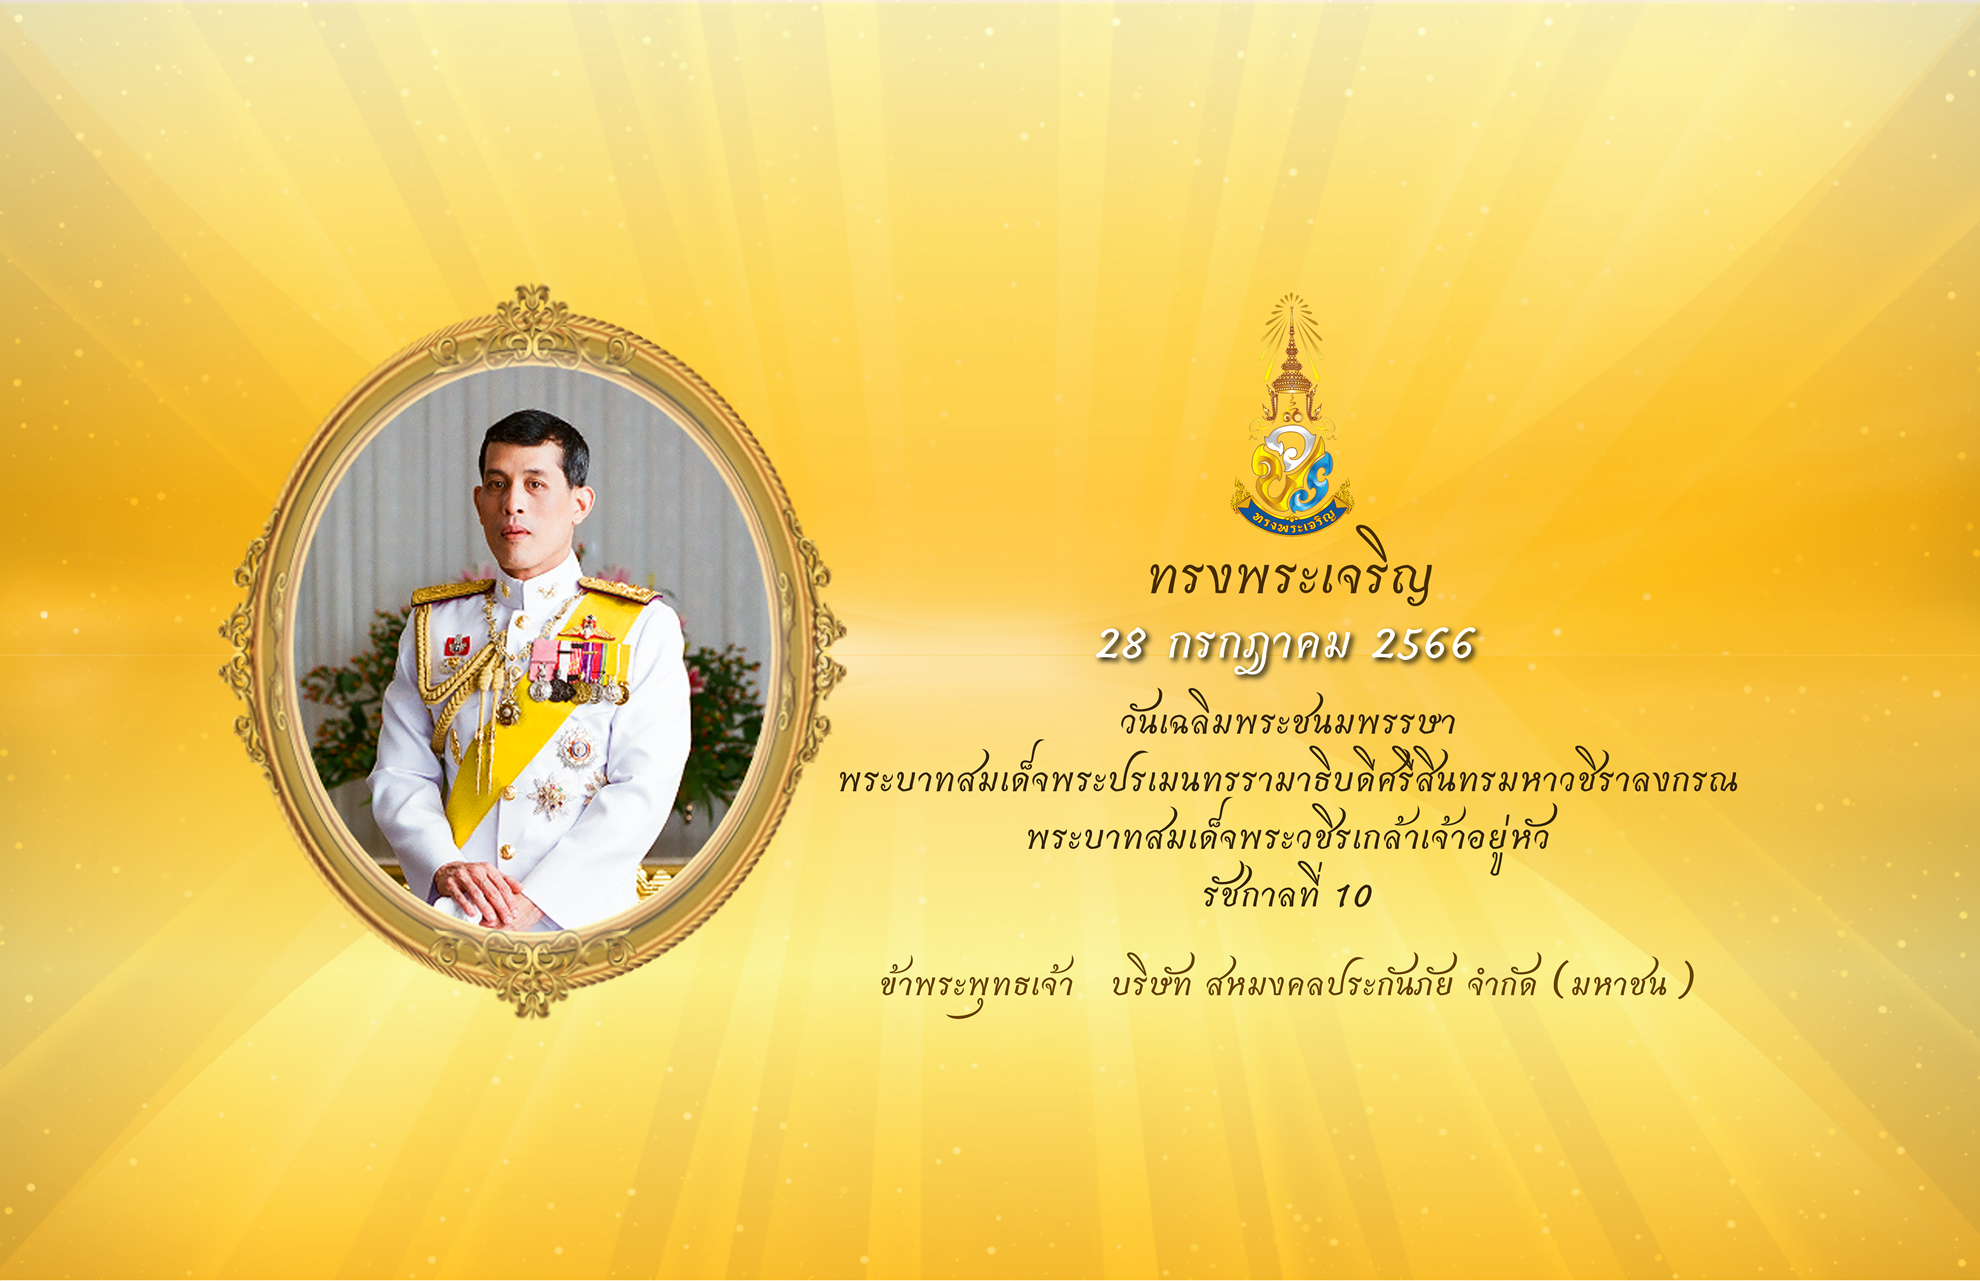 ทรงพระเจริญ
ทรงพระเจริญ
28 กรกฎาคม 2566
วันเฉลิมพระชนมพรรษา
พระบาทสมเด็จพระปรเมนทรรามาธิบดีศรีสินทรมหาวชิราลงกรณ
พระบาทสมเด็จพระวชิรเกล้าเจ้าอยู่หัว
รัชกาลที่ 10
ข้าพระพุทธเจ้า บริษัท สหมงคลประกันภัย จำกัด (มหาชน )